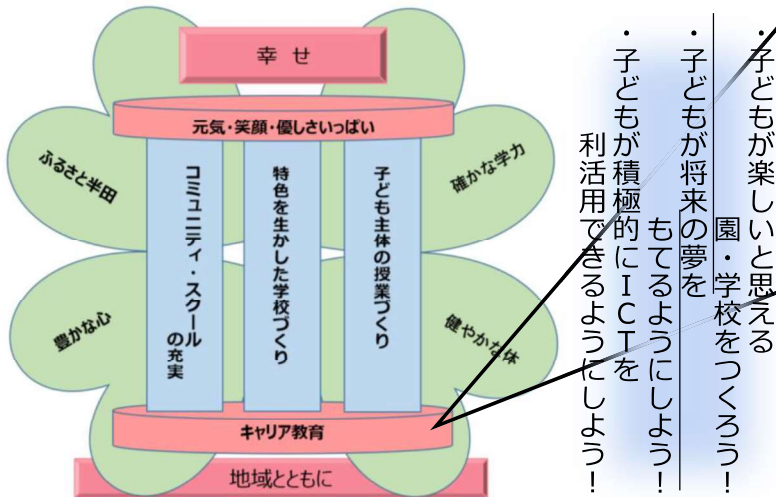 幸せ
元気・笑顔・優しさいっぱい
ふるさと半田
確かな学力
豊かな心
健やかな体
コミュニティ・スクール
の充実
特色を生かした学校づくり
子ども主体の授業づくり
キャリア教育
地域とともに
・子どもが楽しいと思える
園・学校をつくろう！
・子どもが将来の夢を
もてるようにしよう！
・子どもが積極的にＩＣＴを
利活用できるようにしよう！